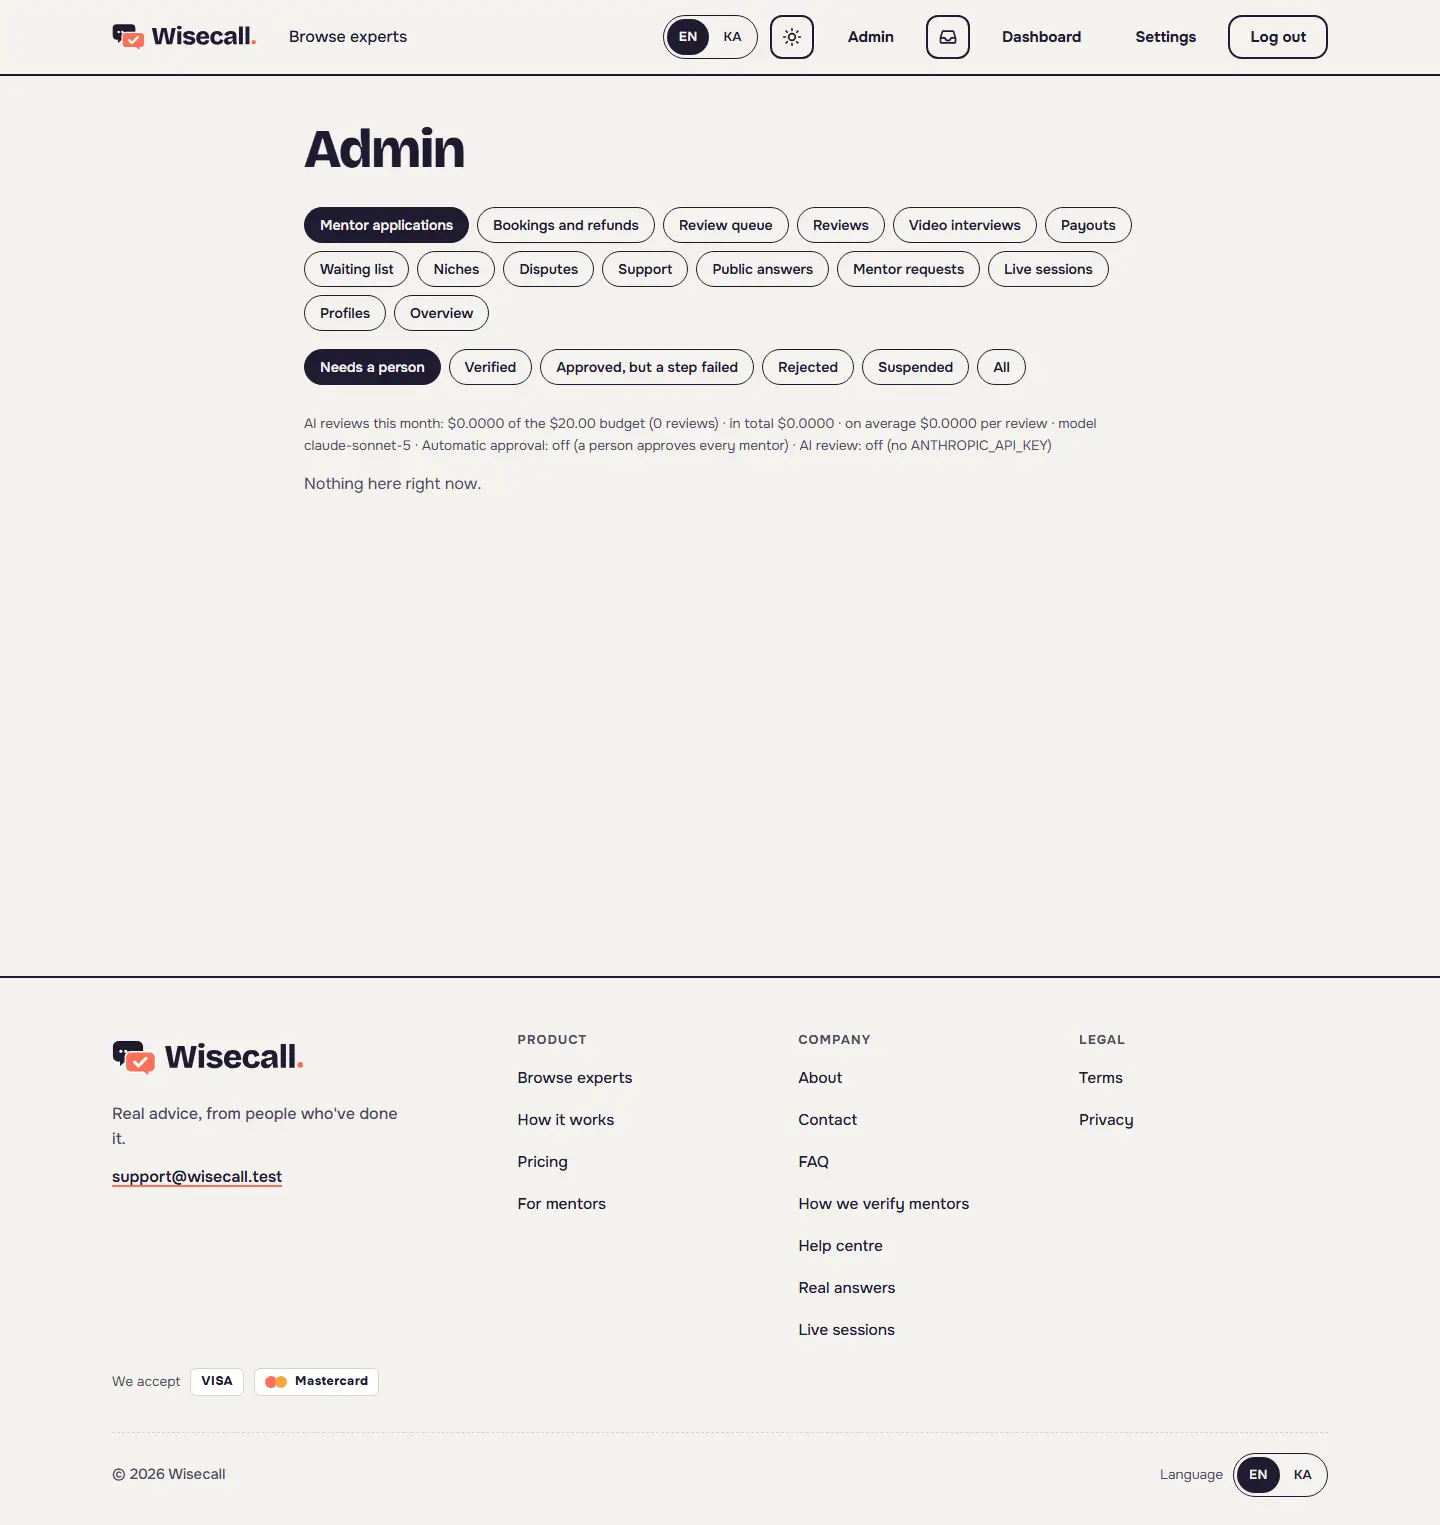 Wisecall. Browse experts EN KA Admin Dashboard Settings Log out
Admin
Mentor applications Bookings and refunds Review queue Reviews Video interviews Payouts
Waiting list Niches Disputes Support Public answers Mentor requests Live sessions
Profiles Overview
Needs a person Verified Approved, but a step failed Rejected Suspended All
AI reviews this month: $0.0000 of the $20.00 budget (0 reviews) · in total $0.0000 · on average $0.0000 per review · model
claude-sonnet-5 · Automatic approval: off (a person approves every mentor) · AI review: off (no ANTHROPIC_API_KEY)
Nothing here right now.
Wisecall.
Real advice, from people who've done
it.
support@wisecall.test
PRODUCT
Browse experts
How it works
Pricing
For mentors
COMPANY
About
Contact
FAQ
How we verify mentors
Help centre
Real answers
Live sessions
LEGAL
Terms
Privacy
We accept VISA Mastercard
© 2026 Wisecall
Language EN KA